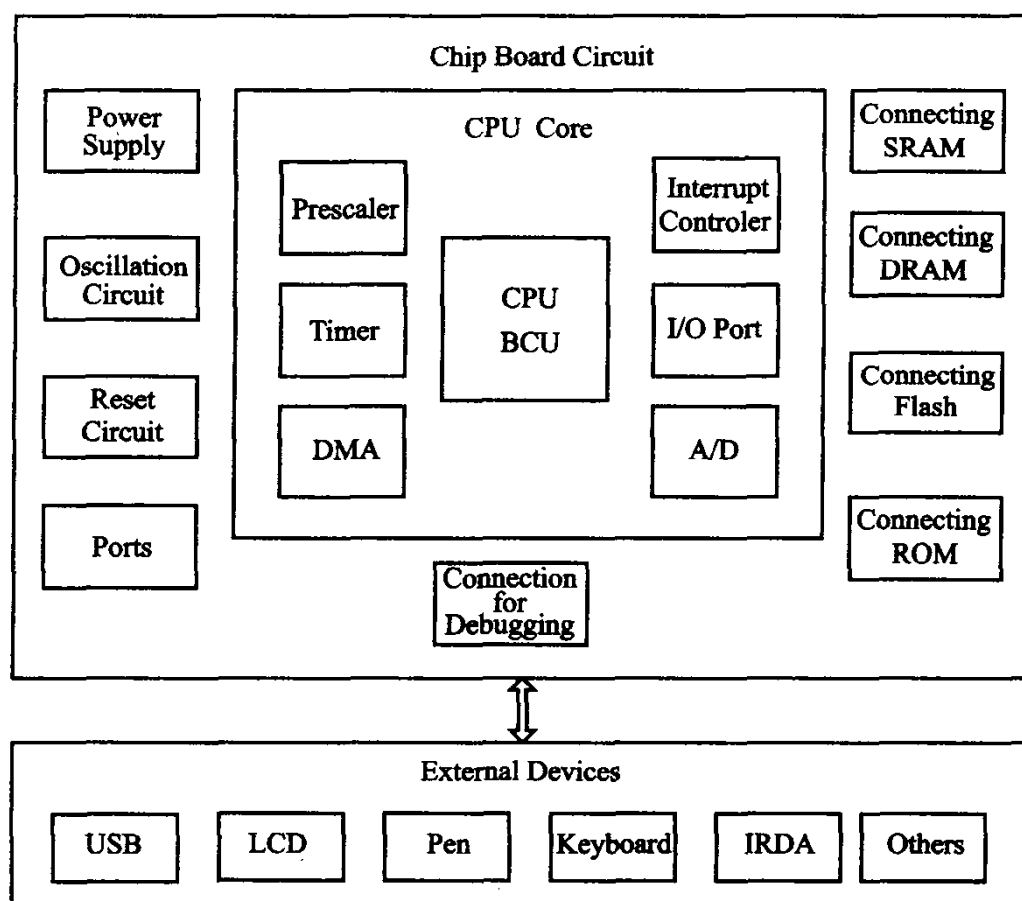 Chip Board Circuit
Power
Supply
Oscillation
Circuit
Reset
Circuit
Ports
CPU Core
Prescaler
Timer
DMA
CPU
BCU
Interrupt
Controler
I/O Port
A/D
Connecting
SRAM
Connecting
DRAM
Connecting
Flash
Connecting
ROM
Connection
for
Debugging
External Devices
USB
LCD
Pen
Keyboard
IRDA
Others